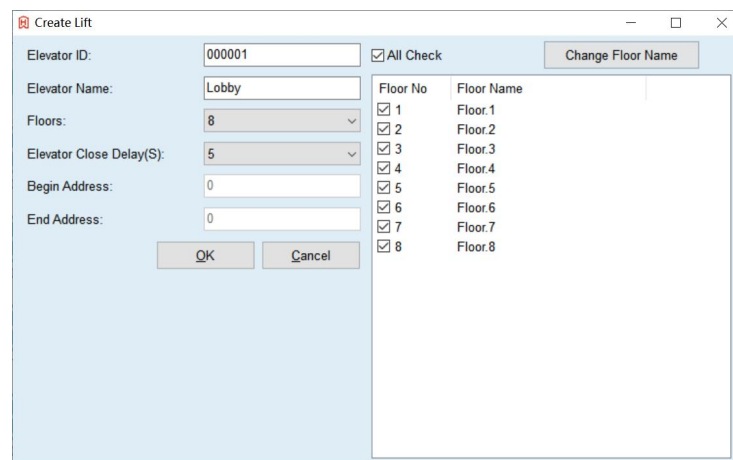 Create Lift
Elevator ID: 000001
All Check
Change Floor Name
Elevator Name: Lobby
Floors: 8
Elevator Close Delay(S): 5
Begin Address: 0
End Address: 0
OK Cancel
Floor No Floor Name
1 Floor.1
2 Floor.2
3 Floor.3
4 Floor.4
5 Floor.5
6 Floor.6
7 Floor.7
8 Floor.8